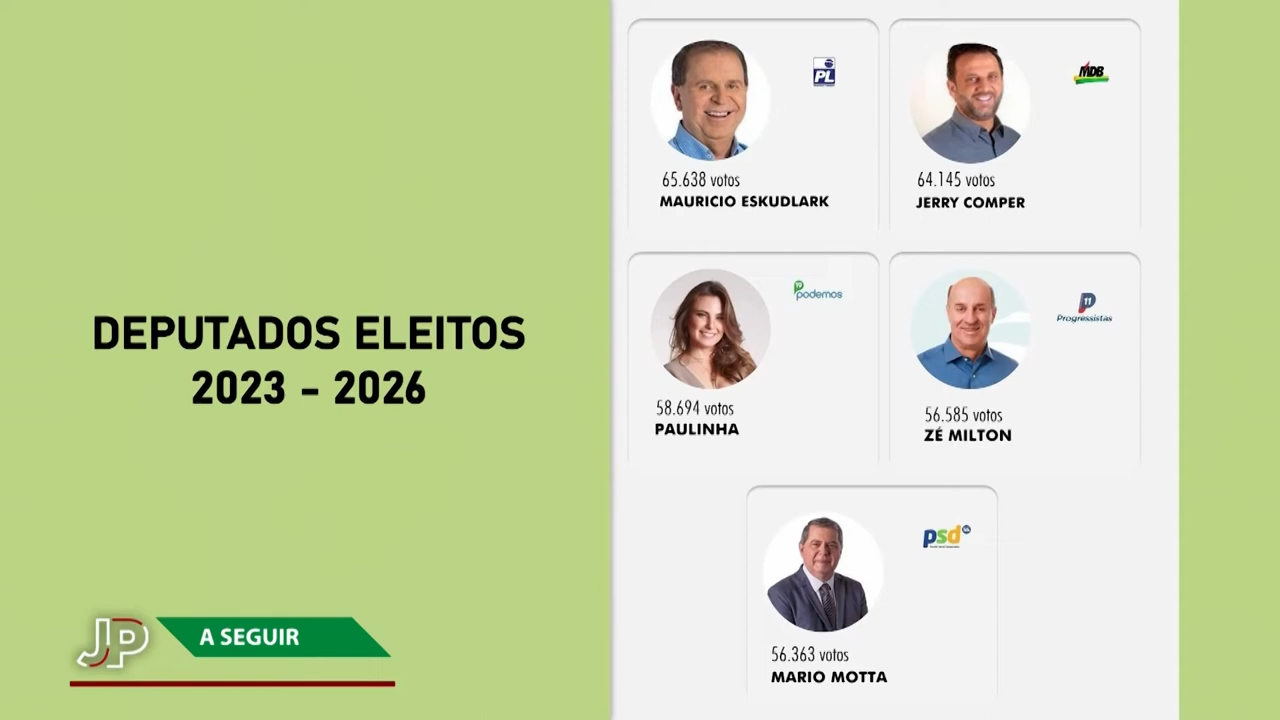 DEPUTADOS ELEITOS
2023 - 2026
PL
65.638 votos
MAURICIO ESKUDLARK
MDB
64.145 votos
JERRY COMPER
podemos
58.694 votos
PAULINHA
11
Progressistas
56.585 votos
ZÉ MILTON
psd
56.363 votos
MARIO MOTTA
JP
A SEGUIR